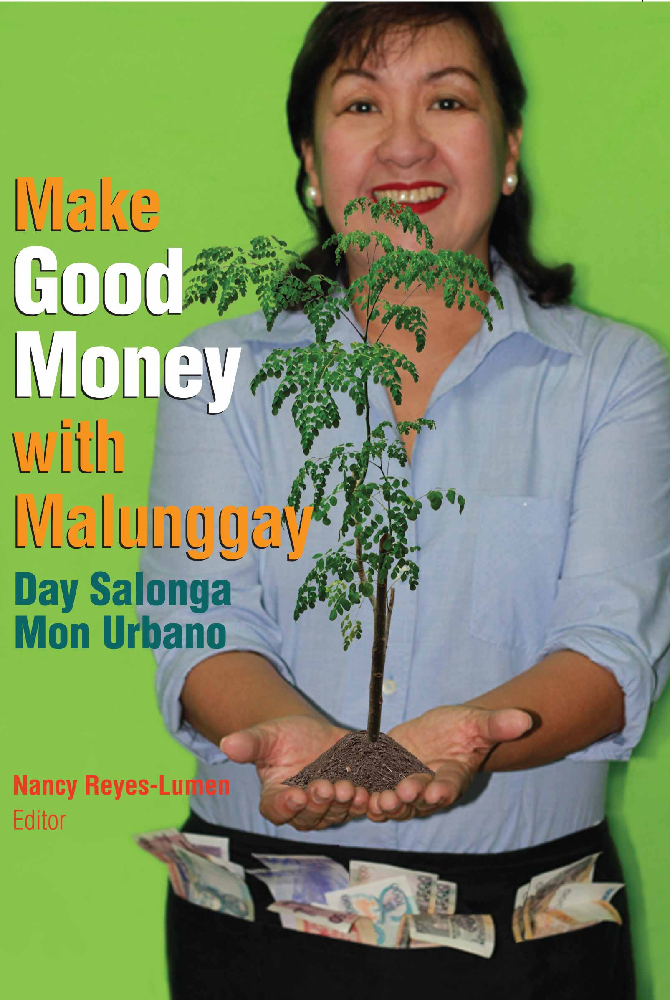 Make
Good
Money
with
Malunggay
Day Salonga
Mon Urbano
Nancy Reyes-Lumen
Editor